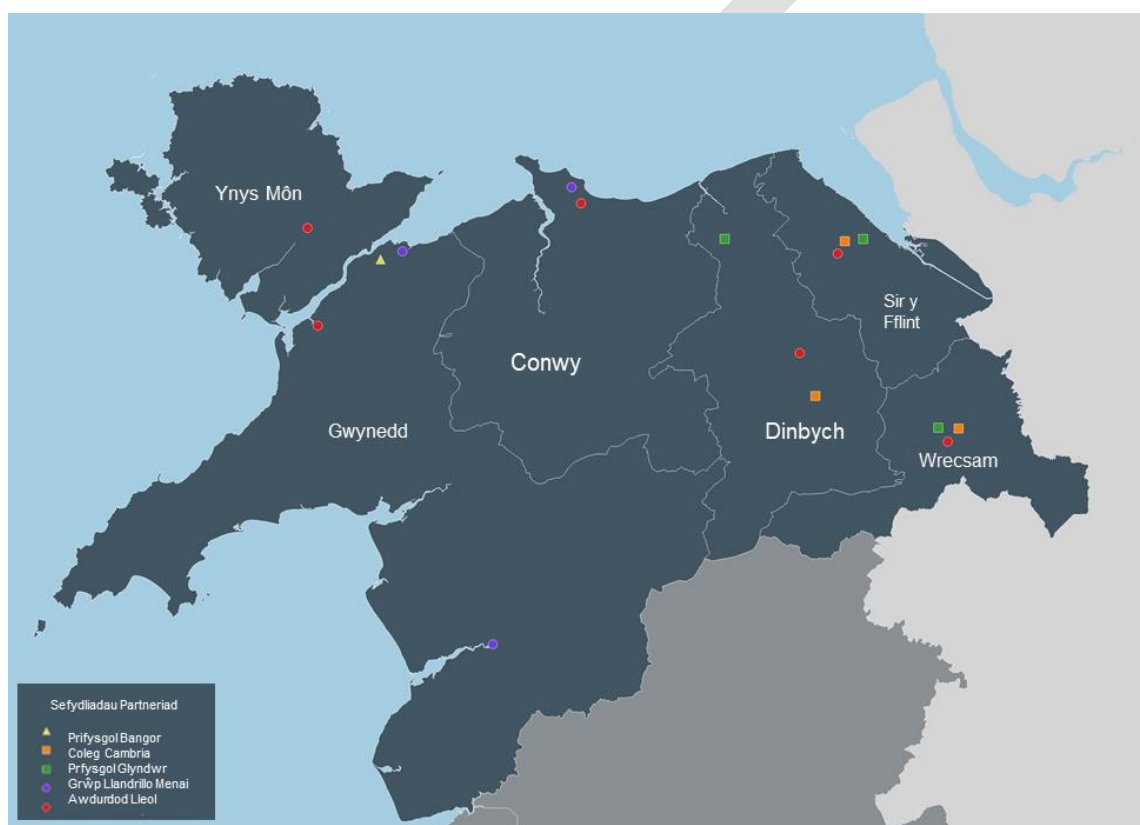 Ynys Môn
Sir y
Fflint
Conwy
Gwynedd
Dinbych
Wrecsam
Sefydliadau Partneriad
Prifysgol Bangor
Coleg Cambria
Prfysgol Glyndwr
Grŵp Llandrillo Menai
Awdurdod Lleol